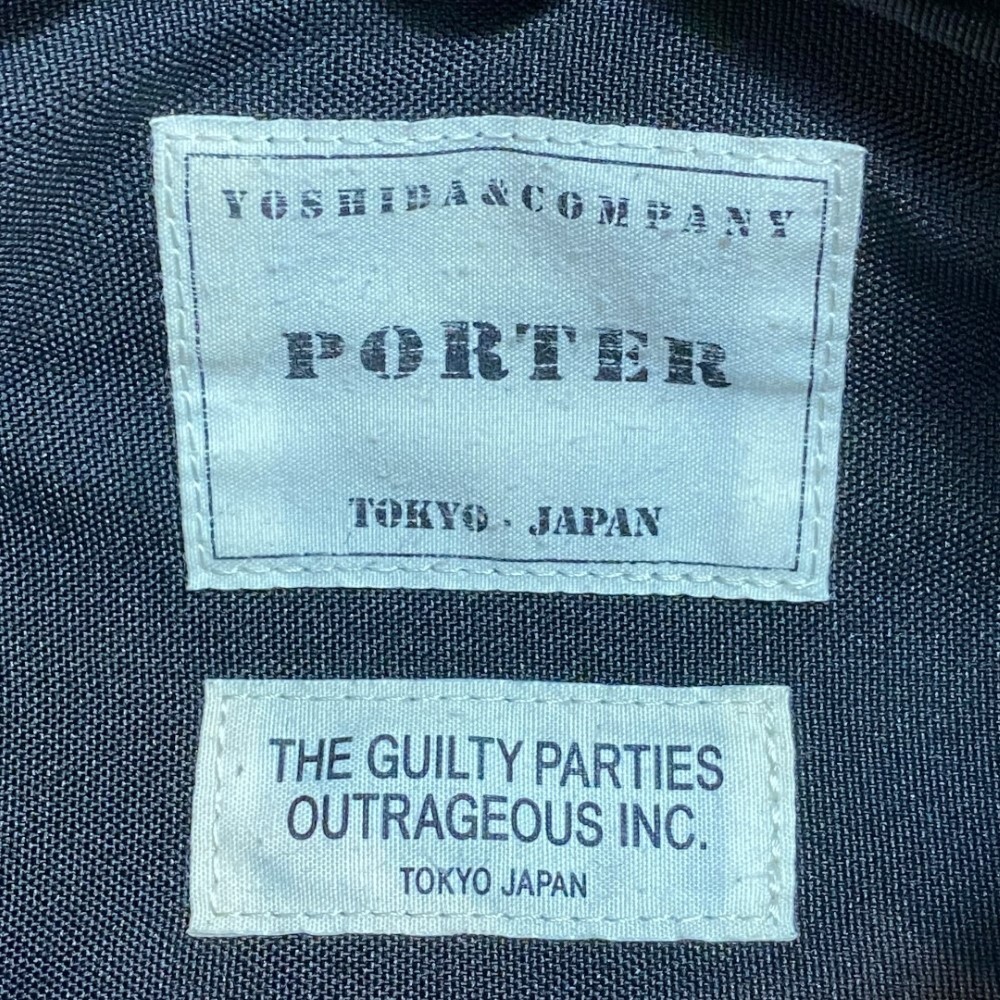 YOSHIDA&COMPANY
PORTER
TOKYO - JAPAN
THE GUILTY PARTIES
OUTRAGEOUS INC.
TOKYO JAPAN